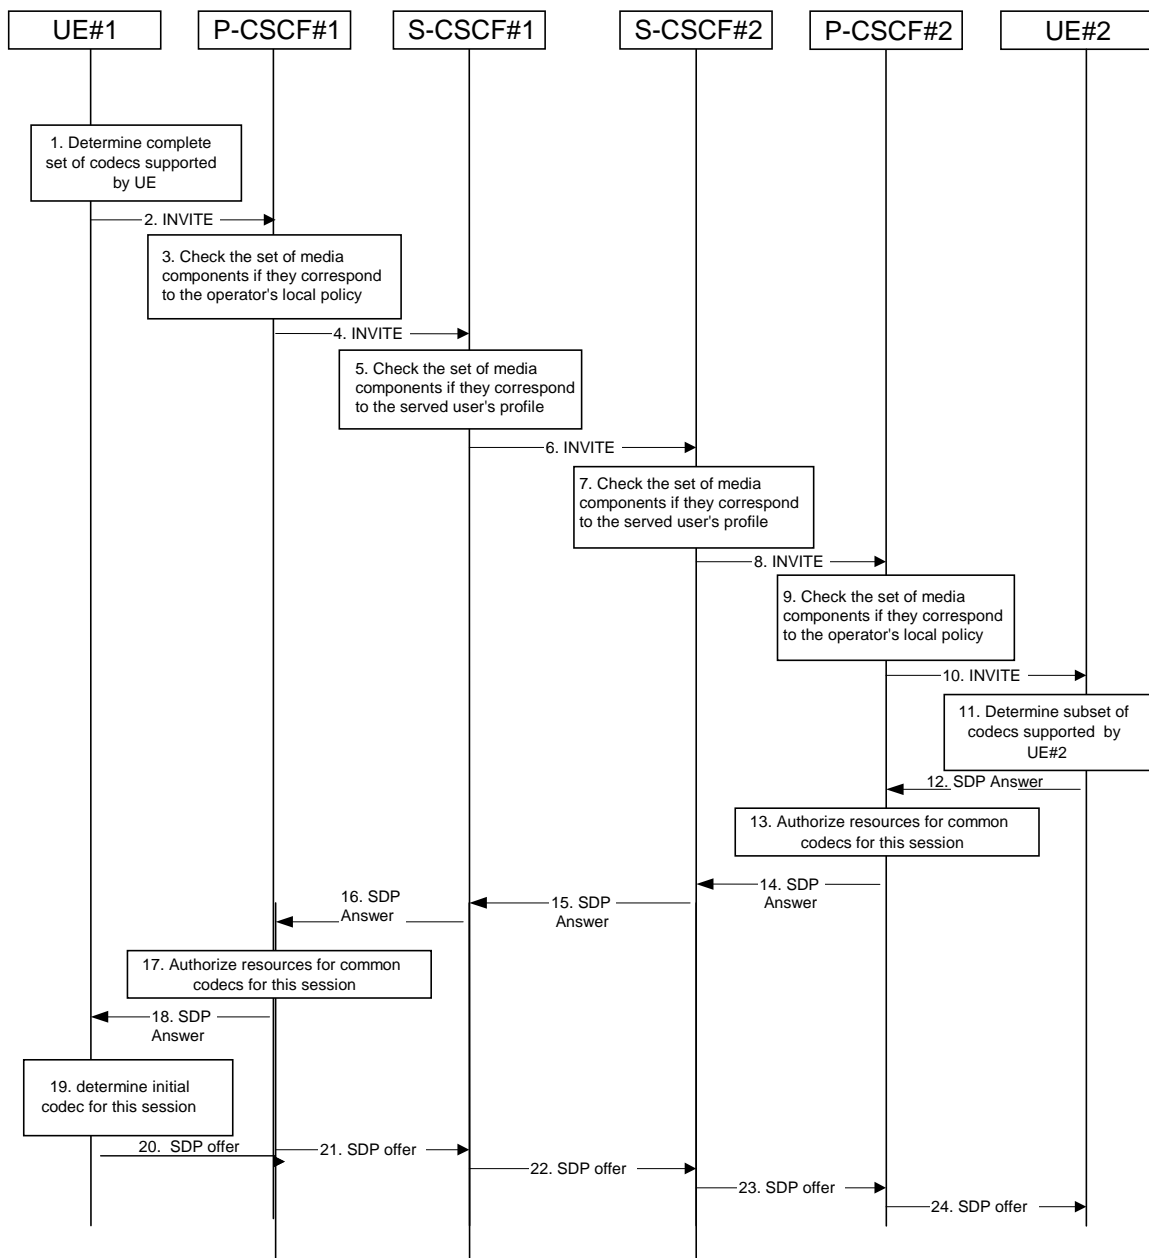 UE#1
P-CSCF#1
S-CSCF#1
S-CSCF#2
P-CSCF#2
UE#2
1. Determine complete
set of codecs supported
by UE
2. INVITE
3. Check the set of media
components if they correspond
to the operator's local policy
4. INVITE
5. Check the set of media
components if they correspond
to the served user's profile
6. INVITE
7. Check the set of media
components if they correspond
to the served user's profile
8. INVITE
9. Check the set of media
components if they correspond
to the operator's local policy
10. INVITE
11. Determine subset of
codecs supported by
UE#2
12. SDP Answer
13. Authorize resources for common
codecs for this session
14. SDP
Answer
15. SDP
Answer
16. SDP
Answer
17. Authorize resources for common
codecs for this session
18. SDP
Answer
19. determine initial
codec for this session
20. SDP offer
21. SDP offer
22. SDP offer
23. SDP offer
24. SDP offer